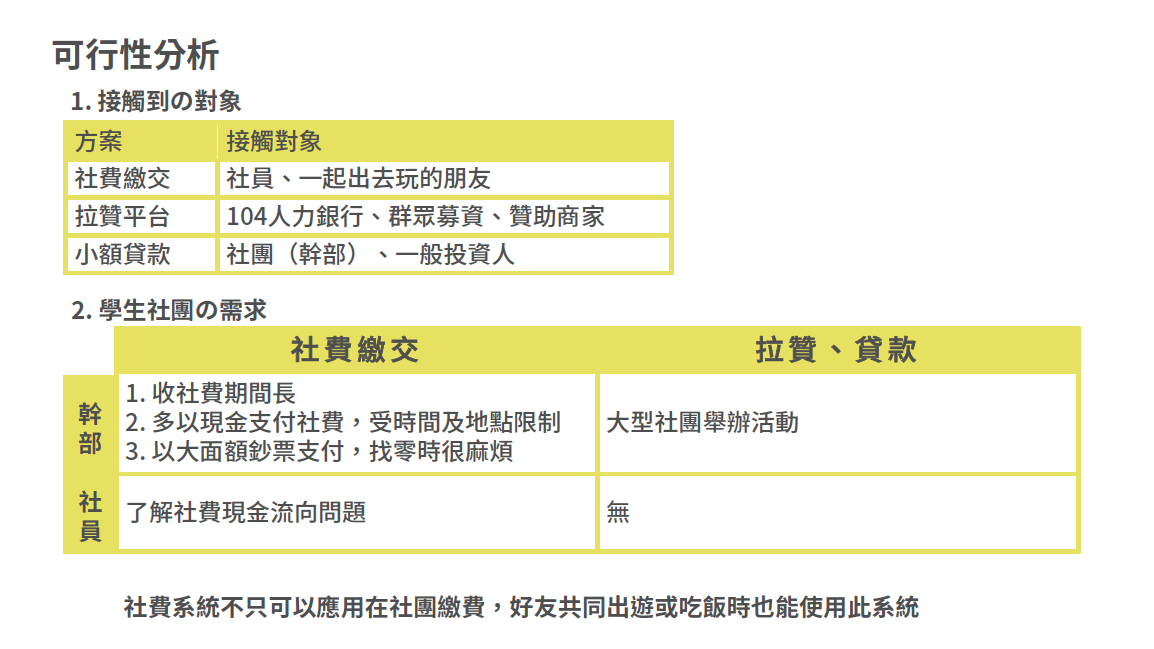 可行性分析
1. 接觸到の對象
方案 接觸對象
社費繳交 社員、一起出去玩的朋友
拉贊平台 104人力銀行、群眾募資、贊助商家
小額貸款 社團（幹部）、一般投資人
2. 學生社團の需求
社費繳交 拉贊、貸款
幹部
1. 收社費期間長
2. 多以現金支付社費，受時間及地點限制
3. 以大面額鈔票支付，找零時很麻煩
大型社團舉辦活動
社員
了解社費現金流向問題
無
社費系統不只可以應用在社團繳費，好友共同出遊或吃飯時也能使用此系統